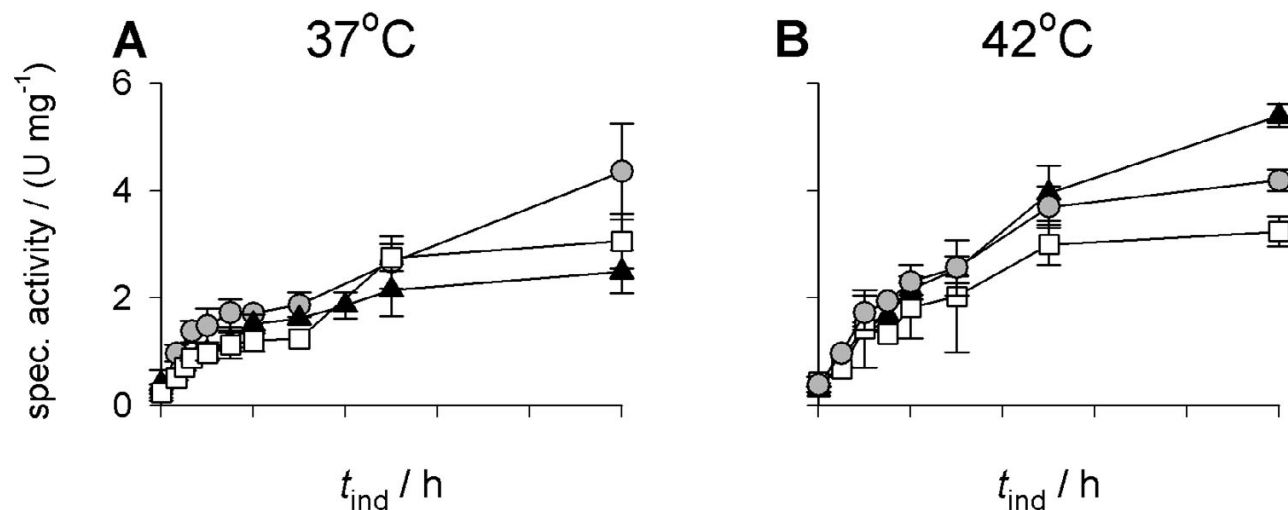 A 37°C
B 42°C
spec. activity / (U mg⁻¹)
6
4
2
0
t_ind / h
t_ind / h